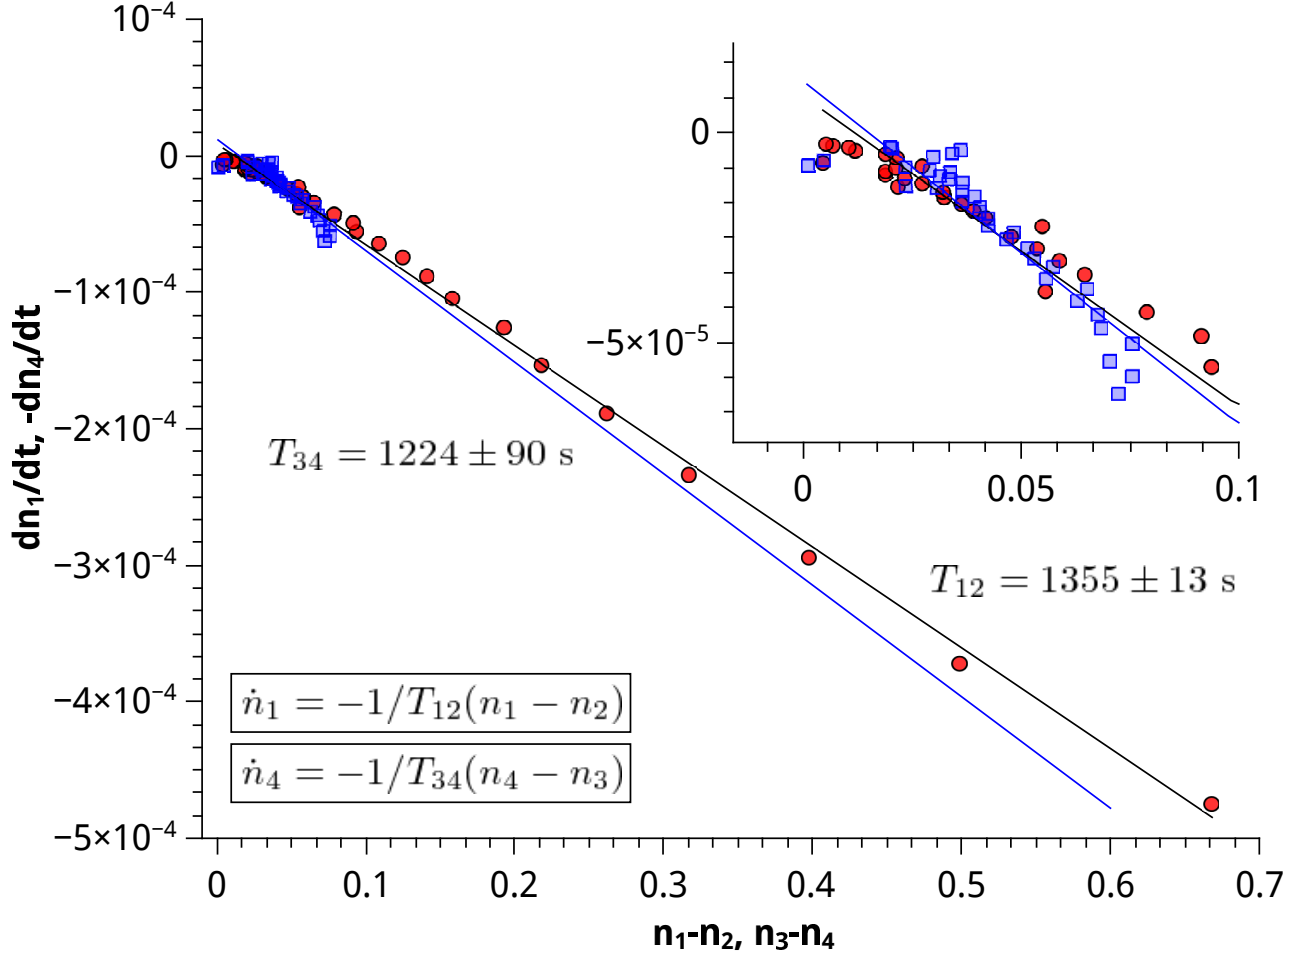 10⁻⁴
0
−1×10⁻⁴
−2×10⁻⁴
−3×10⁻⁴
−4×10⁻⁴
−5×10⁻⁴
dn₁/dt, -dn₄/dt
0
−5×10⁻⁵
0 0.05 0.1
T₃₄ = 1224 ± 90 s
T₁₂ = 1355 ± 13 s
ṅ₁ = −1/T₁₂(n₁ − n₂)
ṅ₄ = −1/T₃₄(n₄ − n₃)
0 0.1 0.2 0.3 0.4 0.5 0.6 0.7
n₁-n₂, n₃-n₄